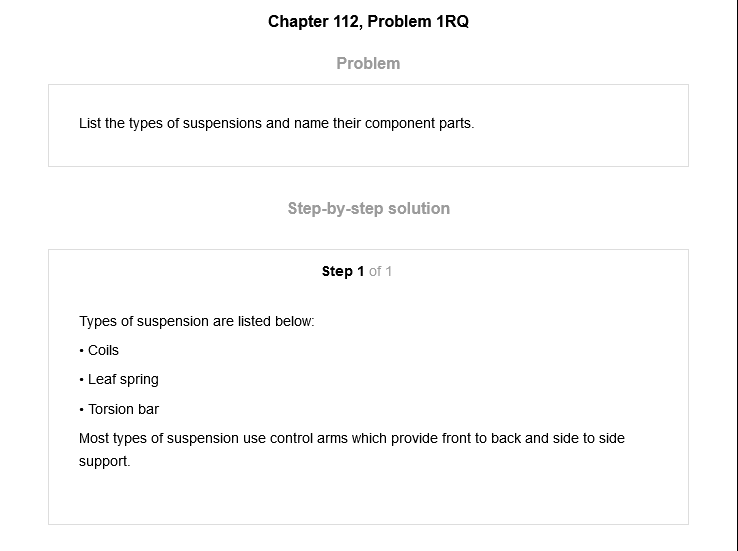 Chapter 112, Problem 1RQ
Problem
List the types of suspensions and name their component parts.
Step-by-step solution
Step 1 of 1
Types of suspension are listed below:
• Coils
• Leaf spring
• Torsion bar
Most types of suspension use control arms which provide front to back and side to side
support.